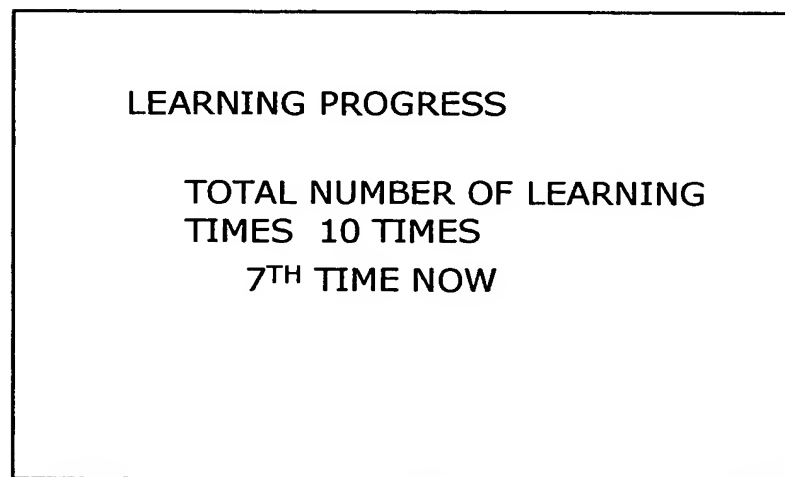 LEARNING PROGRESS
TOTAL NUMBER OF LEARNING
TIMES 10 TIMES
7TH TIME NOW